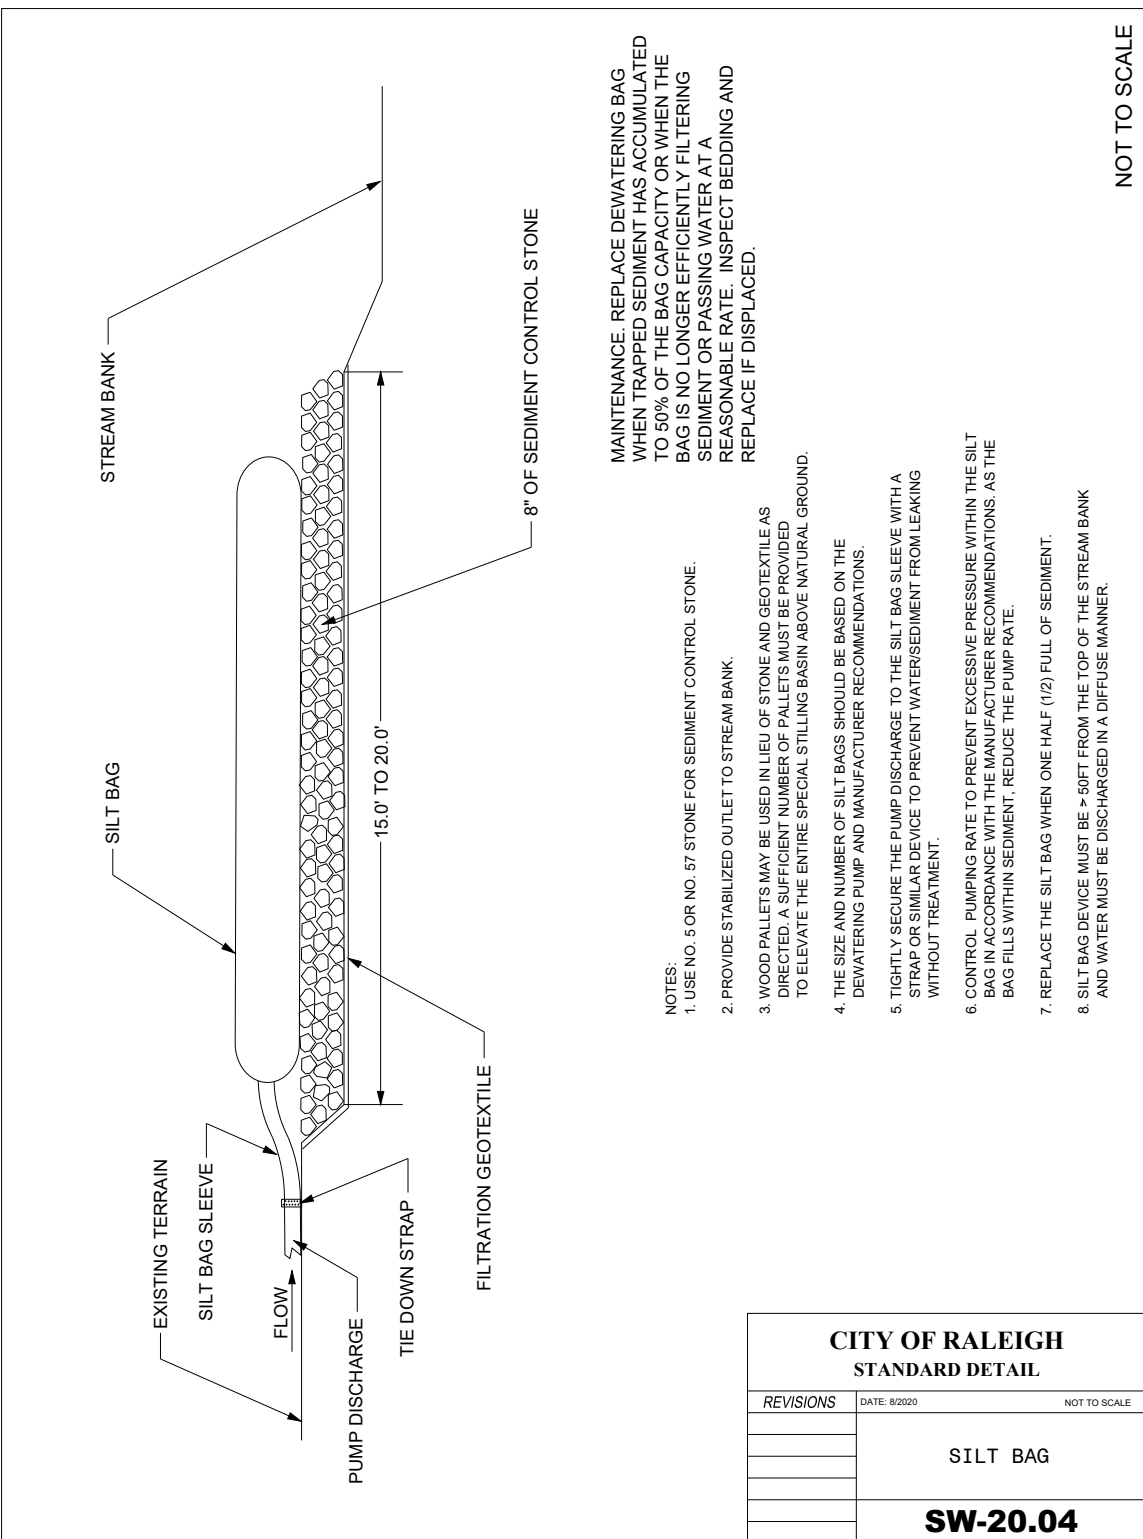 EXISTING TERRAIN
SILT BAG SLEEVE
FLOW
PUMP DISCHARGE
TIE DOWN STRAP
FILTRATION GEOTEXTILE
SILT BAG
15.0' TO 20.0'
STREAM BANK
8" OF SEDIMENT CONTROL STONE
MAINTENANCE. REPLACE DEWATERING BAG
WHEN TRAPPED SEDIMENT HAS ACCUMULATED
TO 50% OF THE BAG CAPACITY OR WHEN THE
BAG IS NO LONGER EFFICIENTLY FILTERING
SEDIMENT OR PASSING WATER AT A
REASONABLE RATE. INSPECT BEDDING AND
REPLACE IF DISPLACED.
NOTES:
1. USE NO. 5 OR NO. 57 STONE FOR SEDIMENT CONTROL STONE.
2. PROVIDE STABILIZED OUTLET TO STREAM BANK.
3. WOOD PALLETS MAY BE USED IN LIEU OF STONE AND GEOTEXTILE AS
DIRECTED. A SUFFICIENT NUMBER OF PALLETS MUST BE PROVIDED
TO ELEVATE THE ENTIRE SPECIAL STILLING BASIN ABOVE NATURAL GROUND.
4. THE SIZE AND NUMBER OF SILT BAGS SHOULD BE BASED ON THE
DEWATERING PUMP AND MANUFACTURER RECOMMENDATIONS.
5. TIGHTLY SECURE THE PUMP DISCHARGE TO THE SILT BAG SLEEVE WITH A
STRAP OR SIMILAR DEVICE TO PREVENT WATER/SEDIMENT FROM LEAKING
WITHOUT TREATMENT.
6. CONTROL PUMPING RATE TO PREVENT EXCESSIVE PRESSURE WITHIN THE SILT
BAG IN ACCORDANCE WITH THE MANUFACTURER RECOMMENDATIONS. AS THE
BAG FILLS WITHIN SEDIMENT, REDUCE THE PUMP RATE.
7. REPLACE THE SILT BAG WHEN ONE HALF (1/2) FULL OF SEDIMENT.
8. SILT BAG DEVICE MUST BE > 50FT FROM THE TOP OF THE STREAM BANK
AND WATER MUST BE DISCHARGED IN A DIFFUSE MANNER.
NOT TO SCALE
CITY OF RALEIGH
STANDARD DETAIL
REVISIONS
DATE: 8/2020 NOT TO SCALE
SILT BAG
SW-20.04